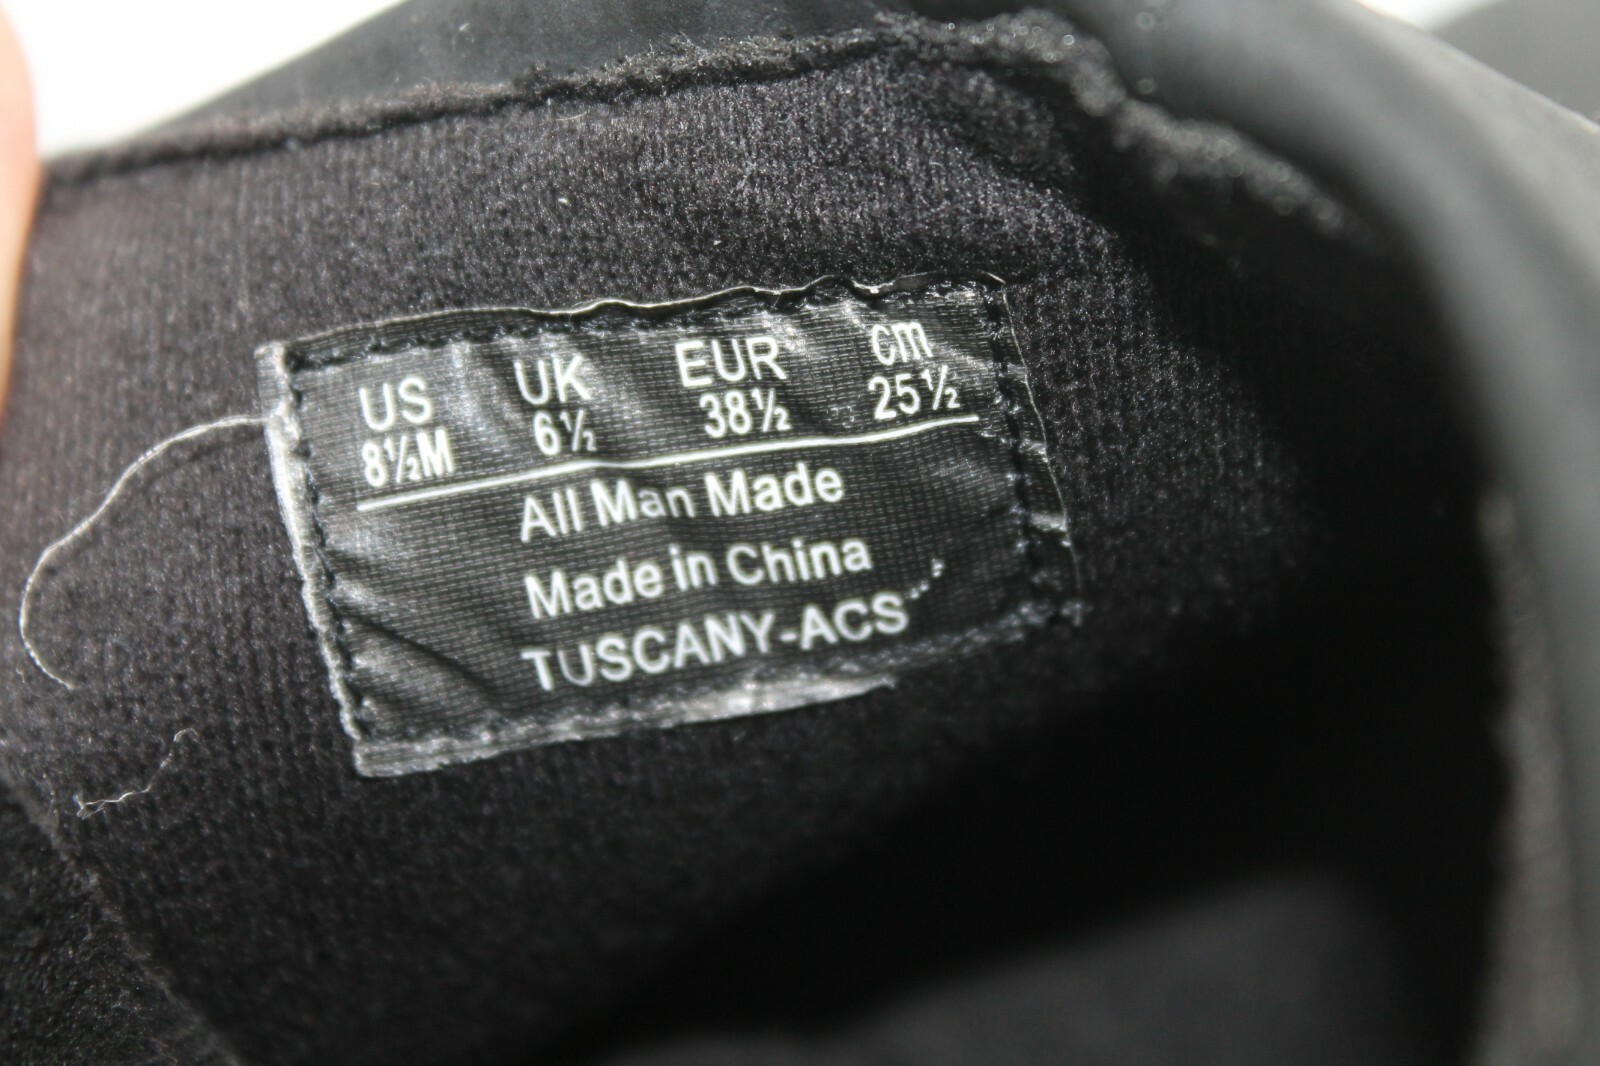 US UK EUR cm
8½M 6½ 38½ 25½
All Man Made
Made in China
TUSCANY-ACS